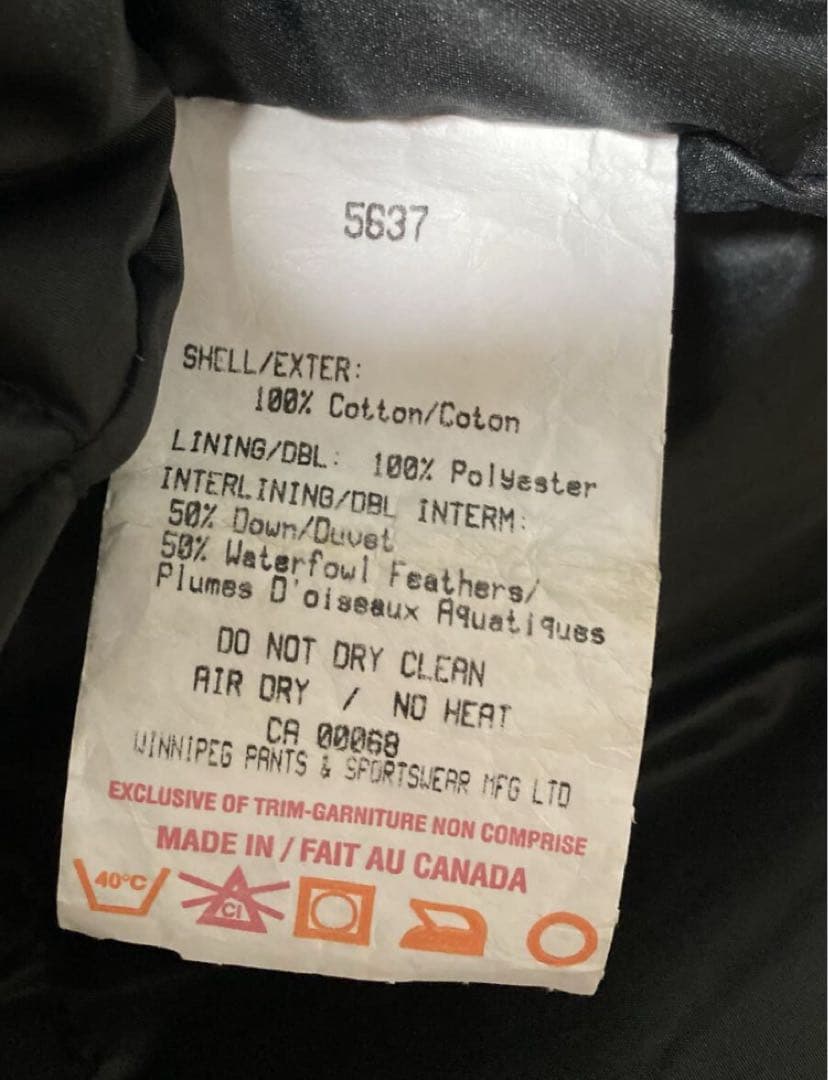 5637
SHELL/EXTER:
100% Cotton/Coton
LINING/DBL: 100% Polyester
INTERLINING/DBL INTERM:
50% Down/Duvet
50% Waterfowl Feathers/
Plumes D'oiseaux Aquatiques
DO NOT DRY CLEAN
AIR DRY / NO HEAT
CA 00068
WINNIPEG PANTS & SPORTSWEAR MFG LTD
EXCLUSIVE OF TRIM-GARNITURE NON COMPRISE
MADE IN / FAIT AU CANADA
40°C Cl